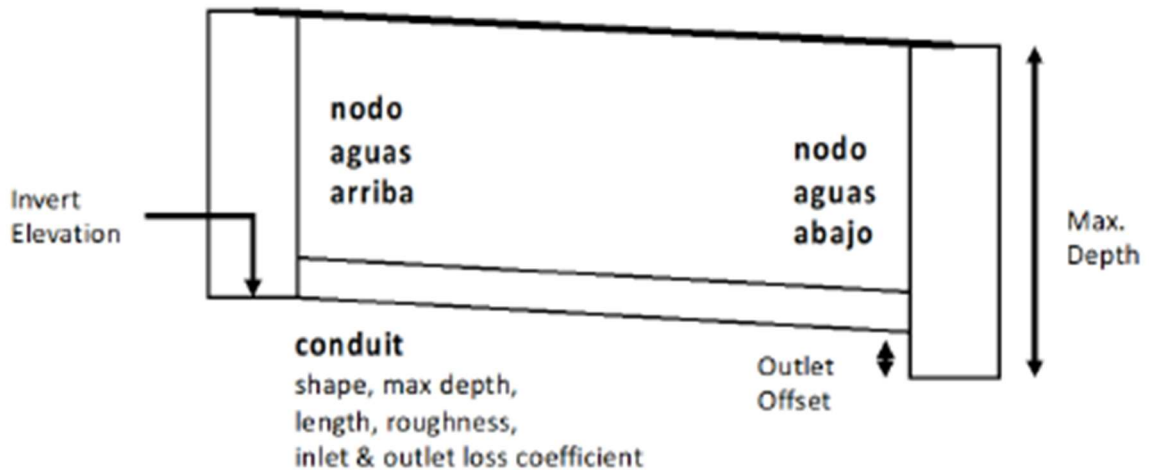 nodo
aguas
arriba
nodo
aguas
abajo
Invert
Elevation
Max.
Depth
conduit
shape, max depth,
length, roughness,
inlet & outlet loss coefficient
Outlet
Offset